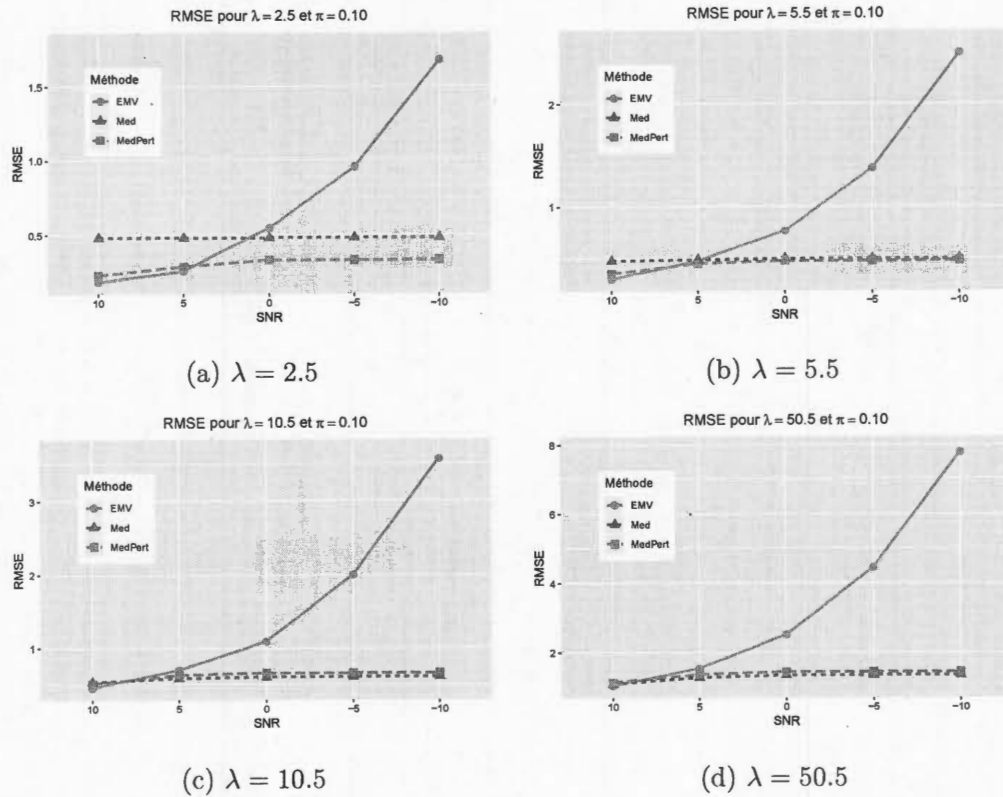 RMSE pour λ = 2.5 et π = 0.10
Méthode
EMV
Med
MedPert
RMSE
1.5
1.0
0.5
10
5
0
-5
-10
SNR
(a) λ = 2.5
RMSE pour λ = 5.5 et π = 0.10
Méthode
EMV
Med
MedPert
RMSE
2
1
10
5
0
-5
-10
SNR
(b) λ = 5.5
RMSE pour λ = 10.5 et π = 0.10
Méthode
EMV
Med
MedPert
RMSE
3
2
1
10
5
0
-5
-10
SNR
(c) λ = 10.5
RMSE pour λ = 50.5 et π = 0.10
Méthode
EMV
Med
MedPert
RMSE
8
6
4
2
10
5
0
-5
-10
SNR
(d) λ = 50.5